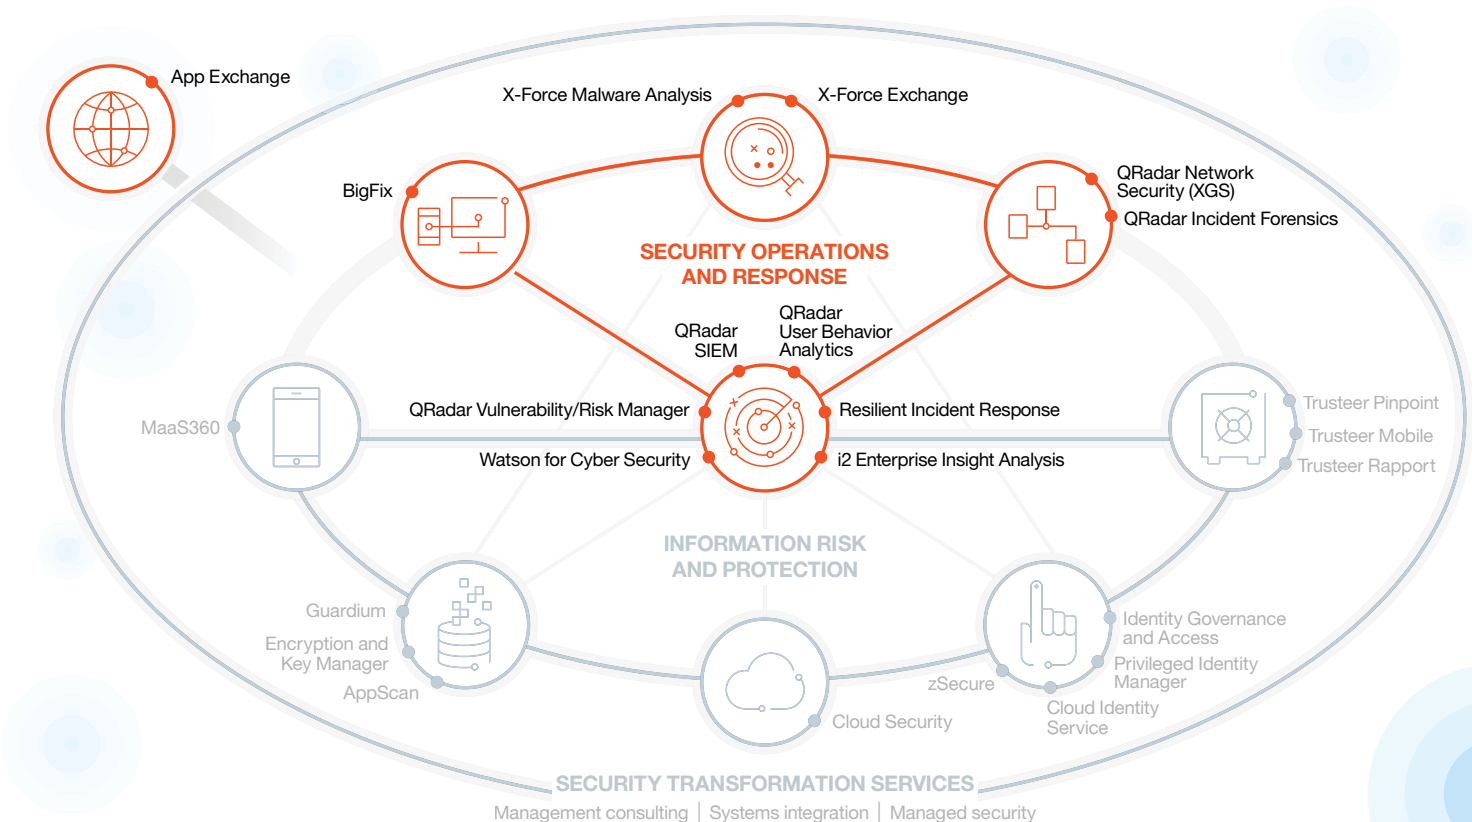 App Exchange
X-Force Malware Analysis
X-Force Exchange
BigFix
QRadar Network
Security (XGS)
QRadar Incident Forensics
SECURITY OPERATIONS
AND RESPONSE
QRadar
SIEM
QRadar
User Behavior
Analytics
QRadar Vulnerability/Risk Manager
Resilient Incident Response
Watson for Cyber Security
i2 Enterprise Insight Analysis
MaaS360
Trusteer Pinpoint
Trusteer Mobile
Trusteer Rapport
INFORMATION RISK
AND PROTECTION
Guardium
Encryption and
Key Manager
AppScan
Cloud Security
zSecure
Identity Governance
and Access
Privileged Identity
Manager
Cloud Identity
Service
SECURITY TRANSFORMATION SERVICES
Management consulting | Systems integration | Managed security